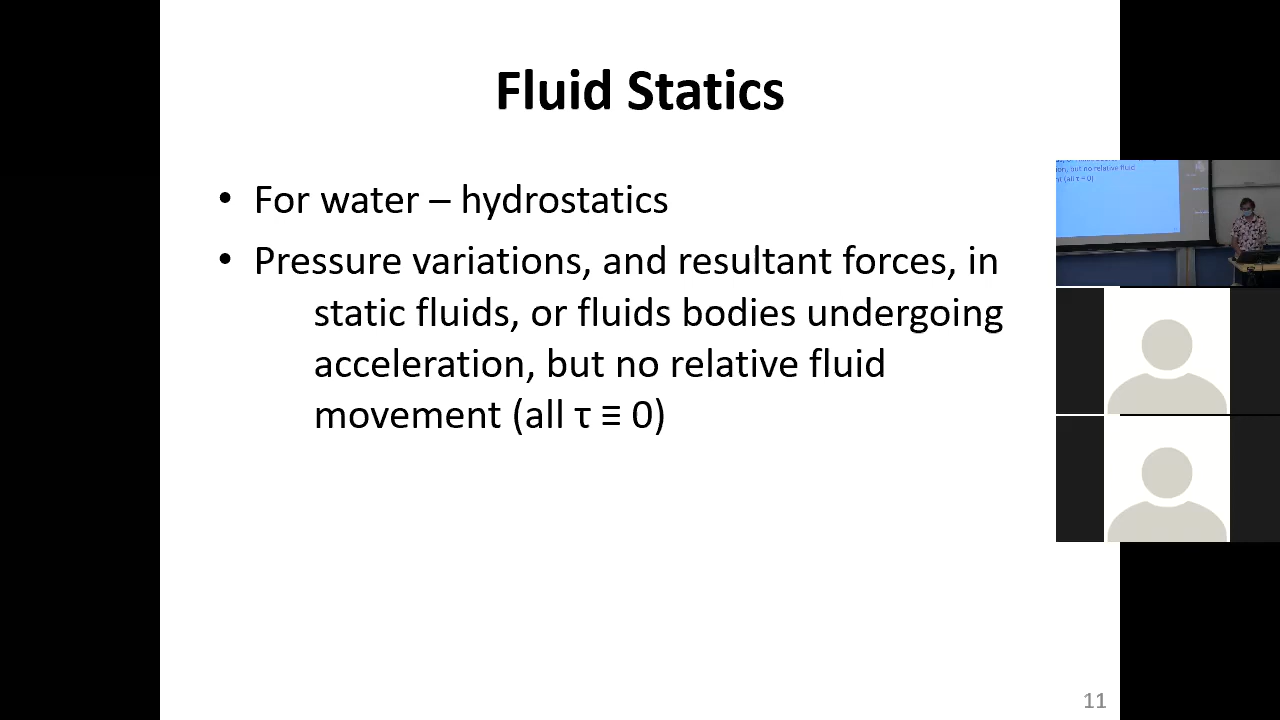 Fluid Statics
• For water – hydrostatics
• Pressure variations, and resultant forces, in
static fluids, or fluids bodies undergoing
acceleration, but no relative fluid
movement (all τ ≡ 0)
11